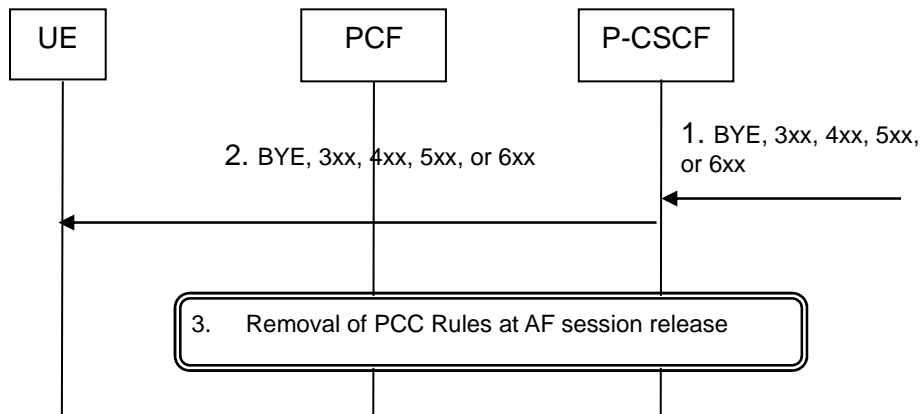 UE
PCF
P-CSCF
1. BYE, 3xx, 4xx, 5xx,
or 6xx
2. BYE, 3xx, 4xx, 5xx, or 6xx
3. Removal of PCC Rules at AF session release